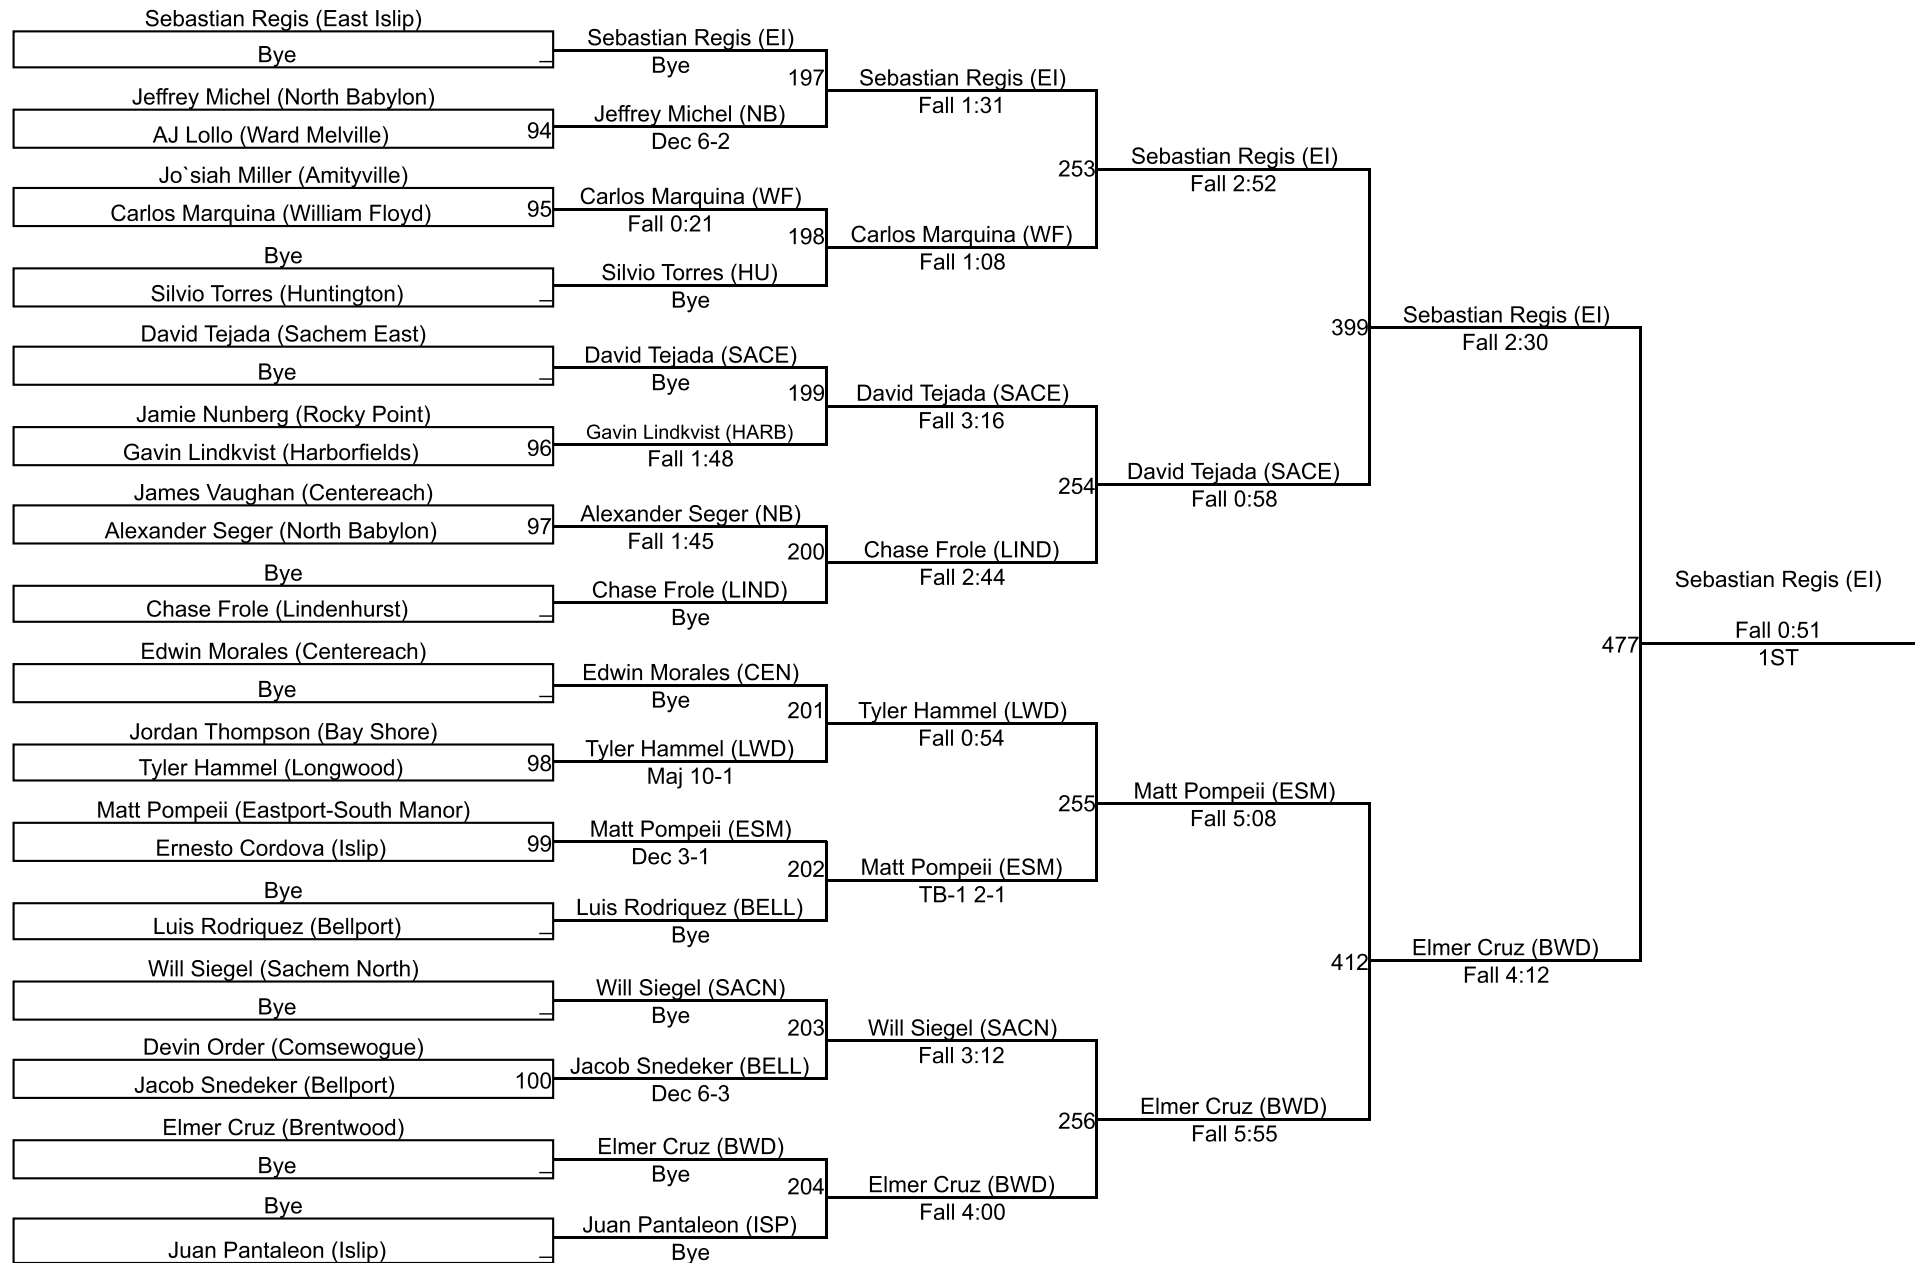 Sebastian Regis (East Islip)
Bye
_
Jeffrey Michel (North Babylon)
AJ Lollo (Ward Melville)
94
Jo`siah Miller (Amityville)
Carlos Marquina (William Floyd)
95
Bye
Silvio Torres (Huntington)
_
David Tejada (Sachem East)
Bye
_
Jamie Nunberg (Rocky Point)
Gavin Lindkvist (Harborfields)
96
James Vaughan (Centereach)
Alexander Seger (North Babylon)
97
Bye
Chase Frole (Lindenhurst)
_
Edwin Morales (Centereach)
Bye
_
Jordan Thompson (Bay Shore)
Tyler Hammel (Longwood)
98
Matt Pompeii (Eastport-South Manor)
Ernesto Cordova (Islip)
99
Bye
Luis Rodriquez (Bellport)
_
Will Siegel (Sachem North)
Bye
_
Devin Order (Comsewogue)
Jacob Snedeker (Bellport)
100
Elmer Cruz (Brentwood)
Bye
_
Bye
Juan Pantaleon (Islip)
_
Sebastian Regis (EI)
Bye
197
Jeffrey Michel (NB)
Dec 6-2
Carlos Marquina (WF)
Fall 0:21
198
Silvio Torres (HU)
Bye
David Tejada (SACE)
Bye
199
Gavin Lindkvist (HARB)
Fall 1:48
Alexander Seger (NB)
Fall 1:45
200
Chase Frole (LIND)
Bye
Edwin Morales (CEN)
Bye
201
Tyler Hammel (LWD)
Maj 10-1
Matt Pompeii (ESM)
Dec 3-1
202
Luis Rodriquez (BELL)
Bye
Will Siegel (SACN)
Bye
203
Jacob Snedeker (BELL)
Dec 6-3
Elmer Cruz (BWD)
Bye
204
Juan Pantaleon (ISP)
Bye
Sebastian Regis (EI)
Fall 1:31
253
Carlos Marquina (WF)
Fall 1:08
David Tejada (SACE)
Fall 3:16
254
Chase Frole (LIND)
Fall 2:44
Tyler Hammel (LWD)
Fall 0:54
255
Matt Pompeii (ESM)
TB-1 2-1
Will Siegel (SACN)
Fall 3:12
256
Elmer Cruz (BWD)
Fall 4:00
Sebastian Regis (EI)
Fall 2:52
399
David Tejada (SACE)
Fall 0:58
Matt Pompeii (ESM)
Fall 5:08
412
Elmer Cruz (BWD)
Fall 5:55
Sebastian Regis (EI)
Fall 2:30
477
Elmer Cruz (BWD)
Fall 4:12
Sebastian Regis (EI)
Fall 0:51
1ST